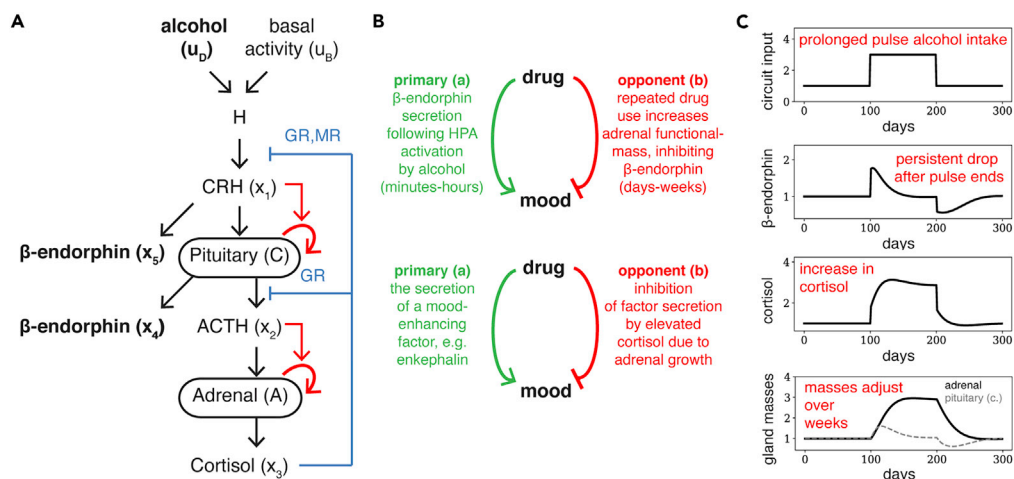 A
alcohol
(uD)
basal
activity (uB)
H
GR,MR
CRH (x1)
β-endorphin (x5)
Pituitary (C)
GR
β-endorphin (x4)
ACTH (x2)
Adrenal (A)
Cortisol (x3)
B
primary (a)
β-endorphin
secretion
following HPA
activation
by alcohol
(minutes-hours)
drug
mood
opponent (b)
repeated drug
use increases
adrenal functional-
mass, inhibiting
β-endorphin
(days-weeks)
primary (a)
the secretion
of a mood-
enhancing
factor, e.g.
enkephalin
drug
mood
opponent (b)
inhibition
of factor secretion
by elevated
cortisol due to
adrenal growth
C
circuit input
4
2
0
prolonged pulse alcohol intake
0 100 200 300
days
β-endorphin
2
1
persistent drop
after pulse ends
0 100 200 300
days
cortisol
4
2
increase in
cortisol
0 100 200 300
days
gland masses
4
3
2
1
masses adjust
over
weeks
adrenal
pituitary (c.)
0 100 200 300
days